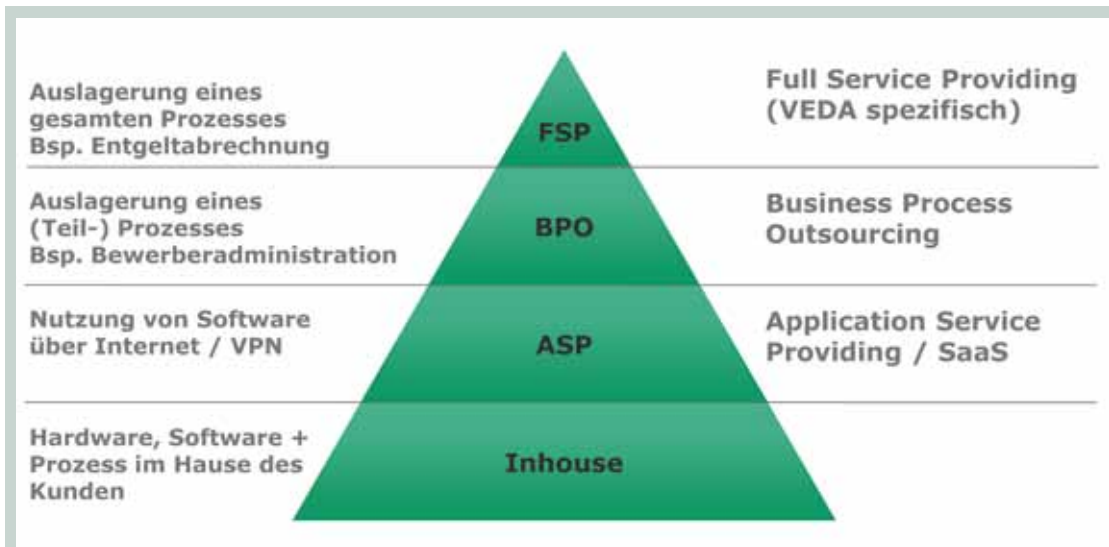 Auslagerung eines
gesamten Prozesses
Bsp. Entgeltabrechnung
FSP
Full Service Providing
(VEDA spezifisch)
Auslagerung eines
(Teil-) Prozesses
Bsp. Bewerberadministration
BPO
Business Process
Outsourcing
Nutzung von Software
über Internet / VPN
ASP
Application Service
Providing / SaaS
Hardware, Software +
Prozess im Hause des
Kunden
Inhouse